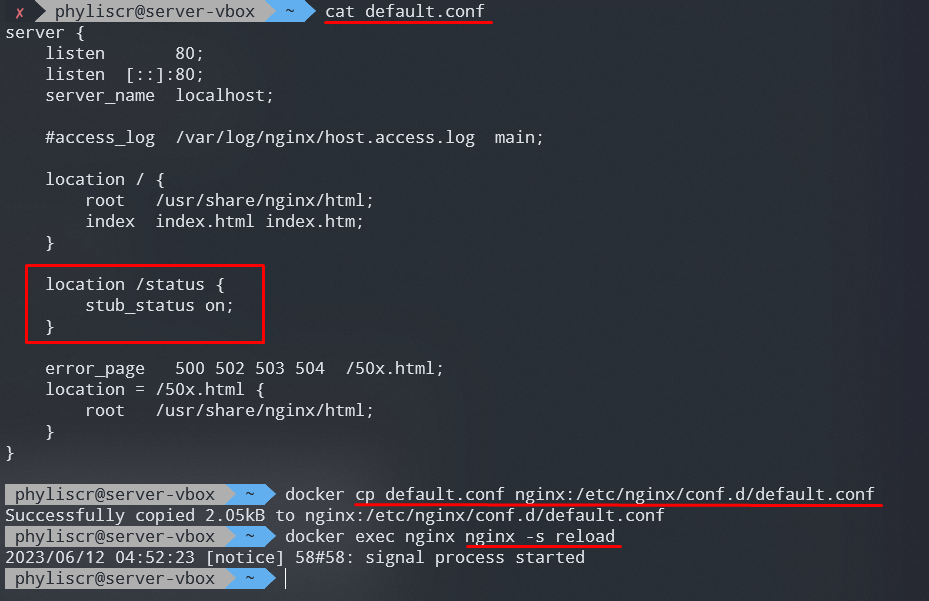 ✗ phyliscr@server-vbox ~ cat default.conf
server {
    listen       80;
    listen  [::]:80;
    server_name  localhost;

    #access_log  /var/log/nginx/host.access.log  main;

    location / {
        root   /usr/share/nginx/html;
        index  index.html index.htm;
    }

    location /status {
        stub_status on;
    }

    error_page   500 502 503 504  /50x.html;
    location = /50x.html {
        root   /usr/share/nginx/html;
    }
}

phyliscr@server-vbox ~ docker cp default.conf nginx:/etc/nginx/conf.d/default.conf
Successfully copied 2.05kB to nginx:/etc/nginx/conf.d/default.conf
phyliscr@server-vbox ~ docker exec nginx nginx -s reload
2023/06/12 04:52:23 [notice] 58#58: signal process started
phyliscr@server-vbox ~